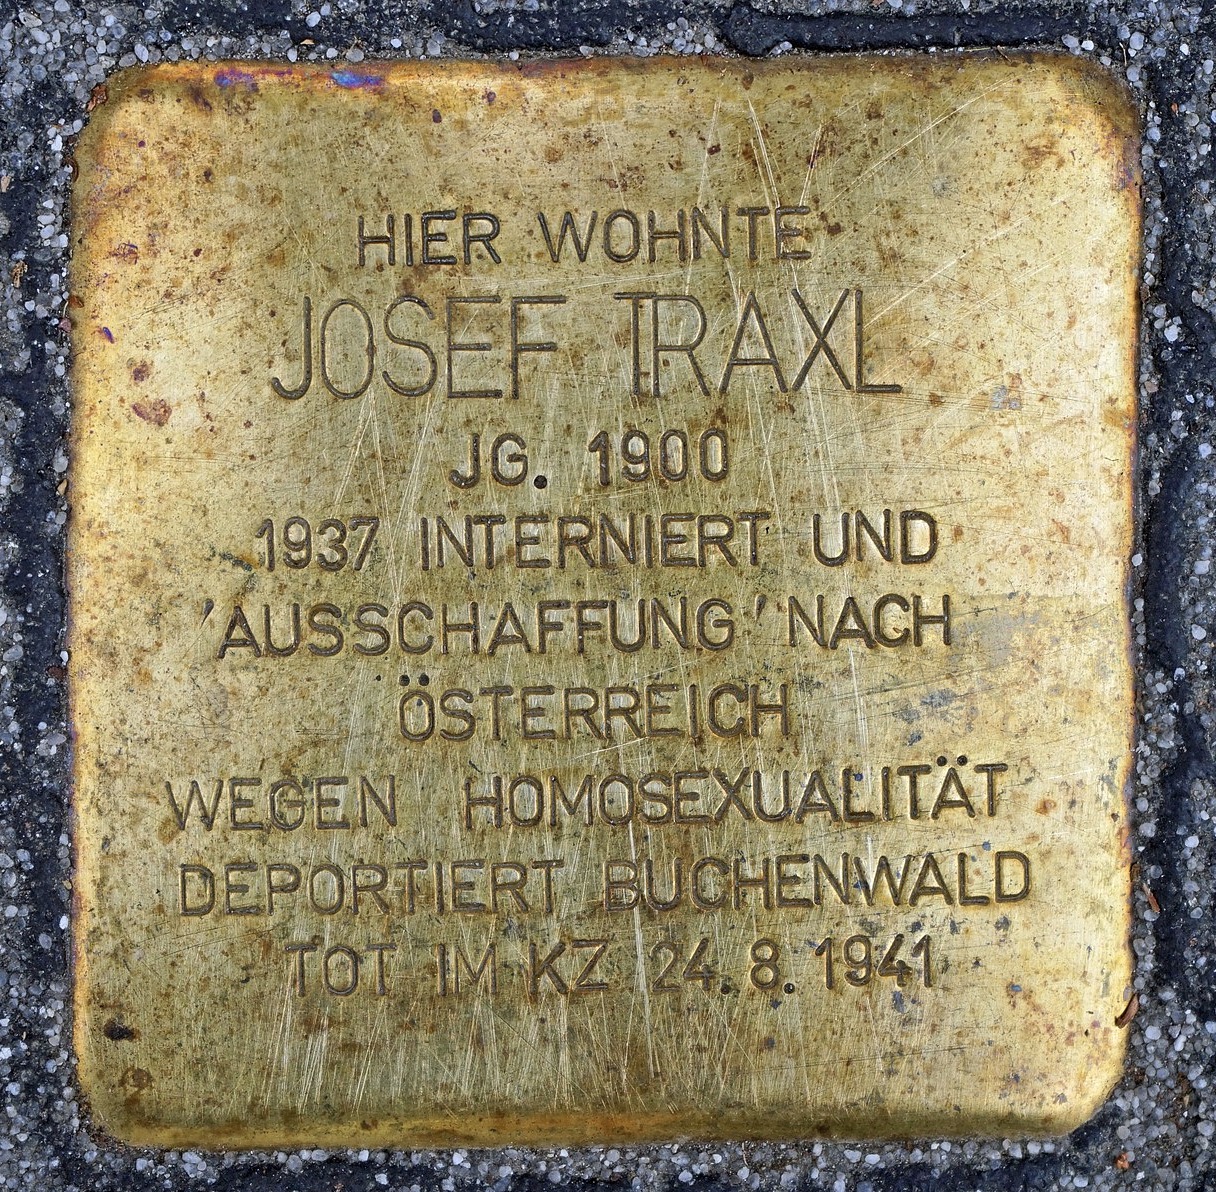 HIER WOHNTE
JOSEF TRAXL
JG. 1900
1937 INTERNIERT UND
'AUSSCHAFFUNG' NACH
ÖSTERREICH
WEGEN HOMOSEXUALITÄT
DEPORTIERT BUCHENWALD
TOT IM KZ 24.8.1941